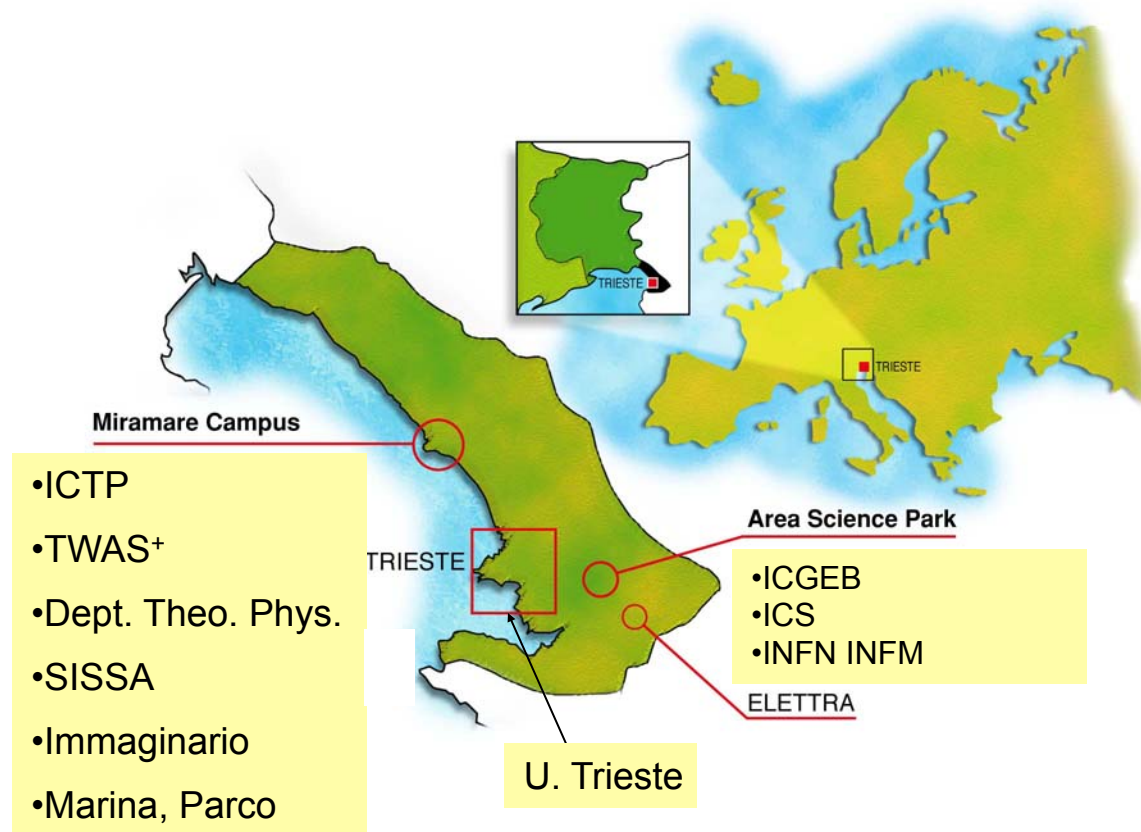 TRIESTE
TRIESTE
Miramare Campus
•ICTP
•TWAS⁺
•Dept. Theo. Phys.
•SISSA
•Immaginario
•Marina, Parco
TRIESTE
Area Science Park
•ICGEB
•ICS
•INFN INFM
ELETTRA
U. Trieste